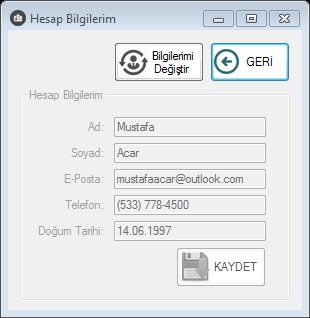 Hesap Bilgilerim
Bilgilerimi
Değiştir
GERİ
Hesap Bilgilerim
Ad: Mustafa
Soyad: Acar
E-Posta: mustafaacar@outlook.com
Telefon: (533) 778-4500
Doğum Tarihi: 14.06.1997
KAYDET